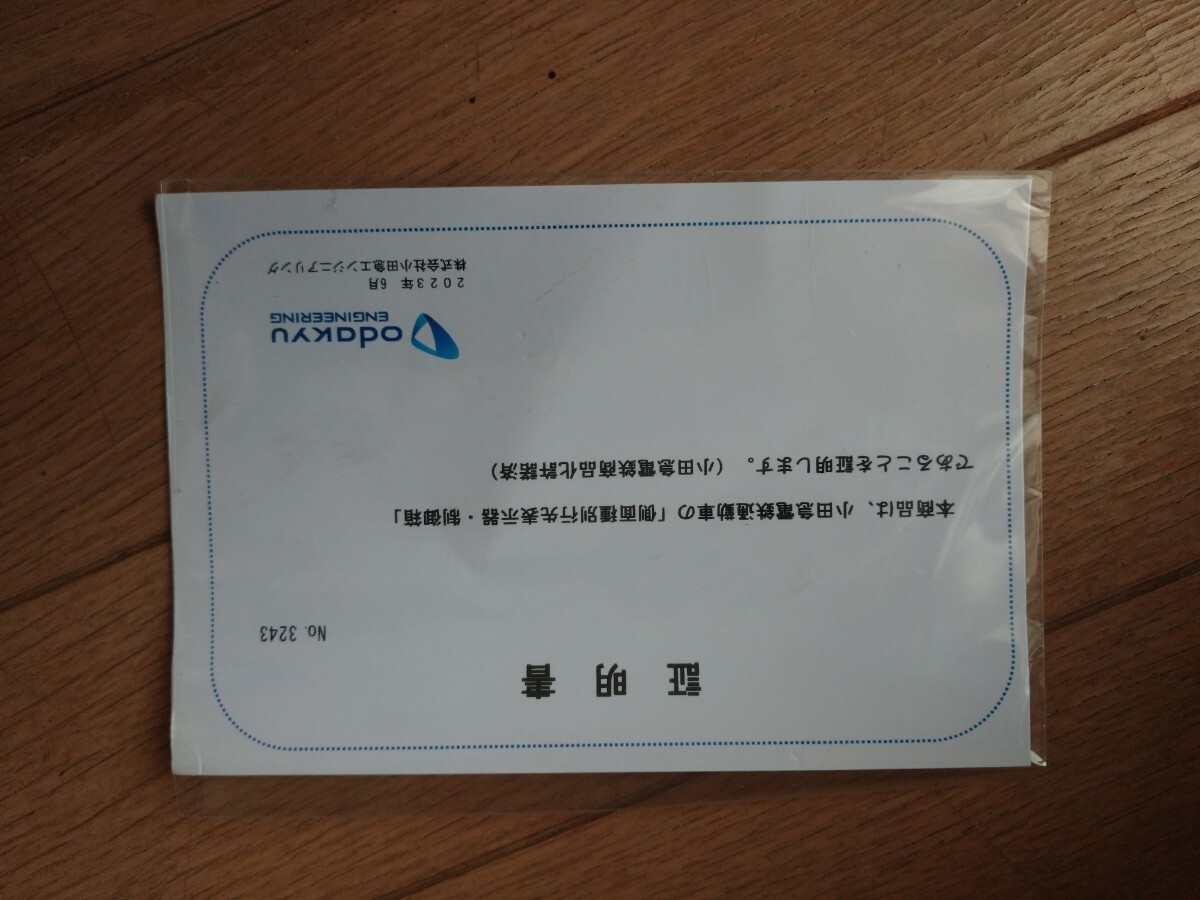 証明書
No. 3243
本商品は、小田急電鉄通勤車の「側面種別行先表示器・制御箱」
であることを証明します。（小田急電鉄商品化許諾済）
odakyu
ENGINEERING
２０２３年　６月
株式会社小田急エンジニアリング